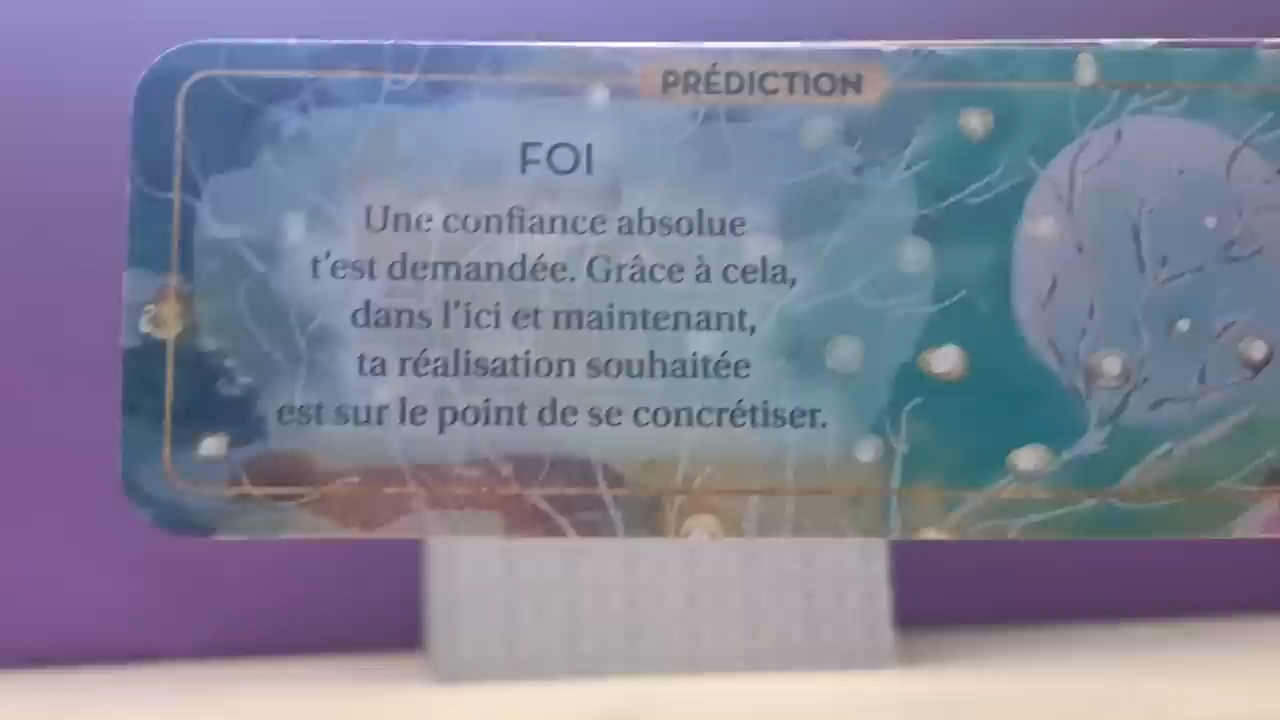 PRÉDICTION
FOI
Une confiance absolue
t'est demandée. Grâce à cela,
dans l'ici et maintenant,
ta réalisation souhaitée
est sur le point de se concrétiser.